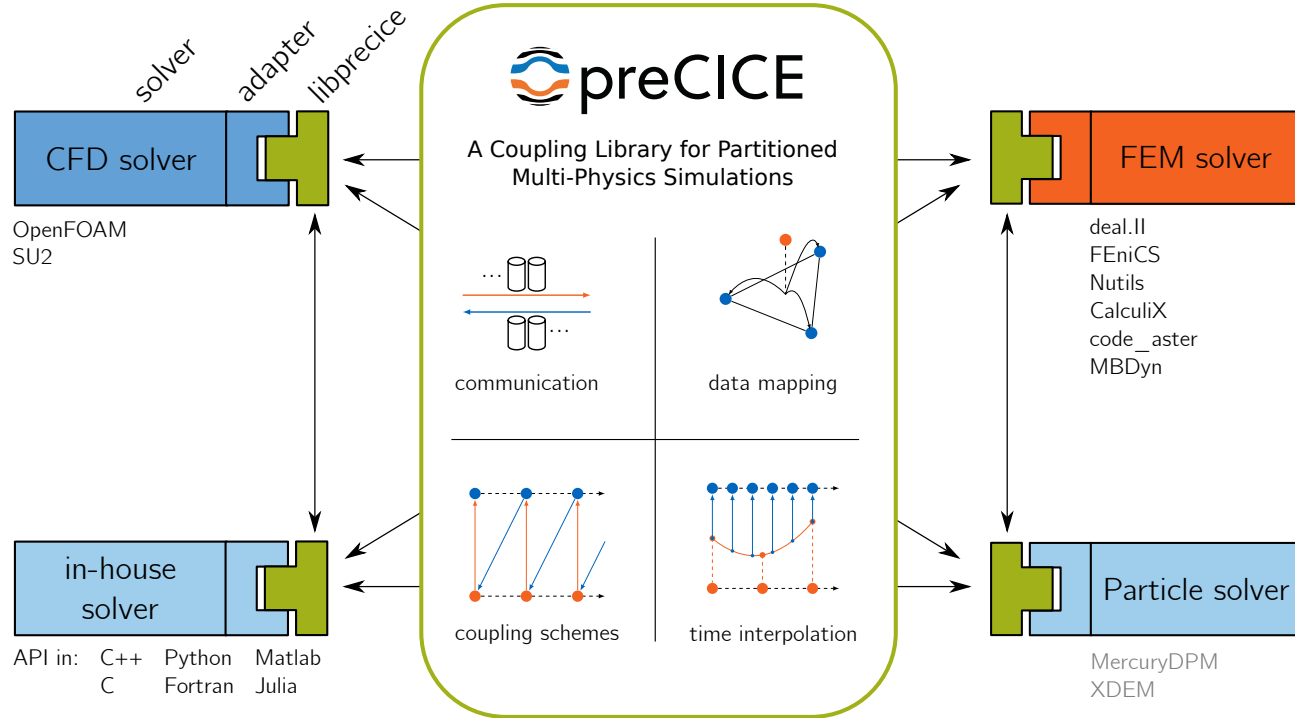 solver
adapter
libprecice
preCICE
A Coupling Library for Partitioned
Multi-Physics Simulations
CFD solver
OpenFOAM
SU2
FEM solver
deal.II
FEniCS
Nutils
CalculiX
code_aster
MBDyn
...
...
communication
data mapping
coupling schemes
time interpolation
in-house
solver
API in: C++ Python Matlab
C Fortran Julia
Particle solver
MercuryDPM
XDEM